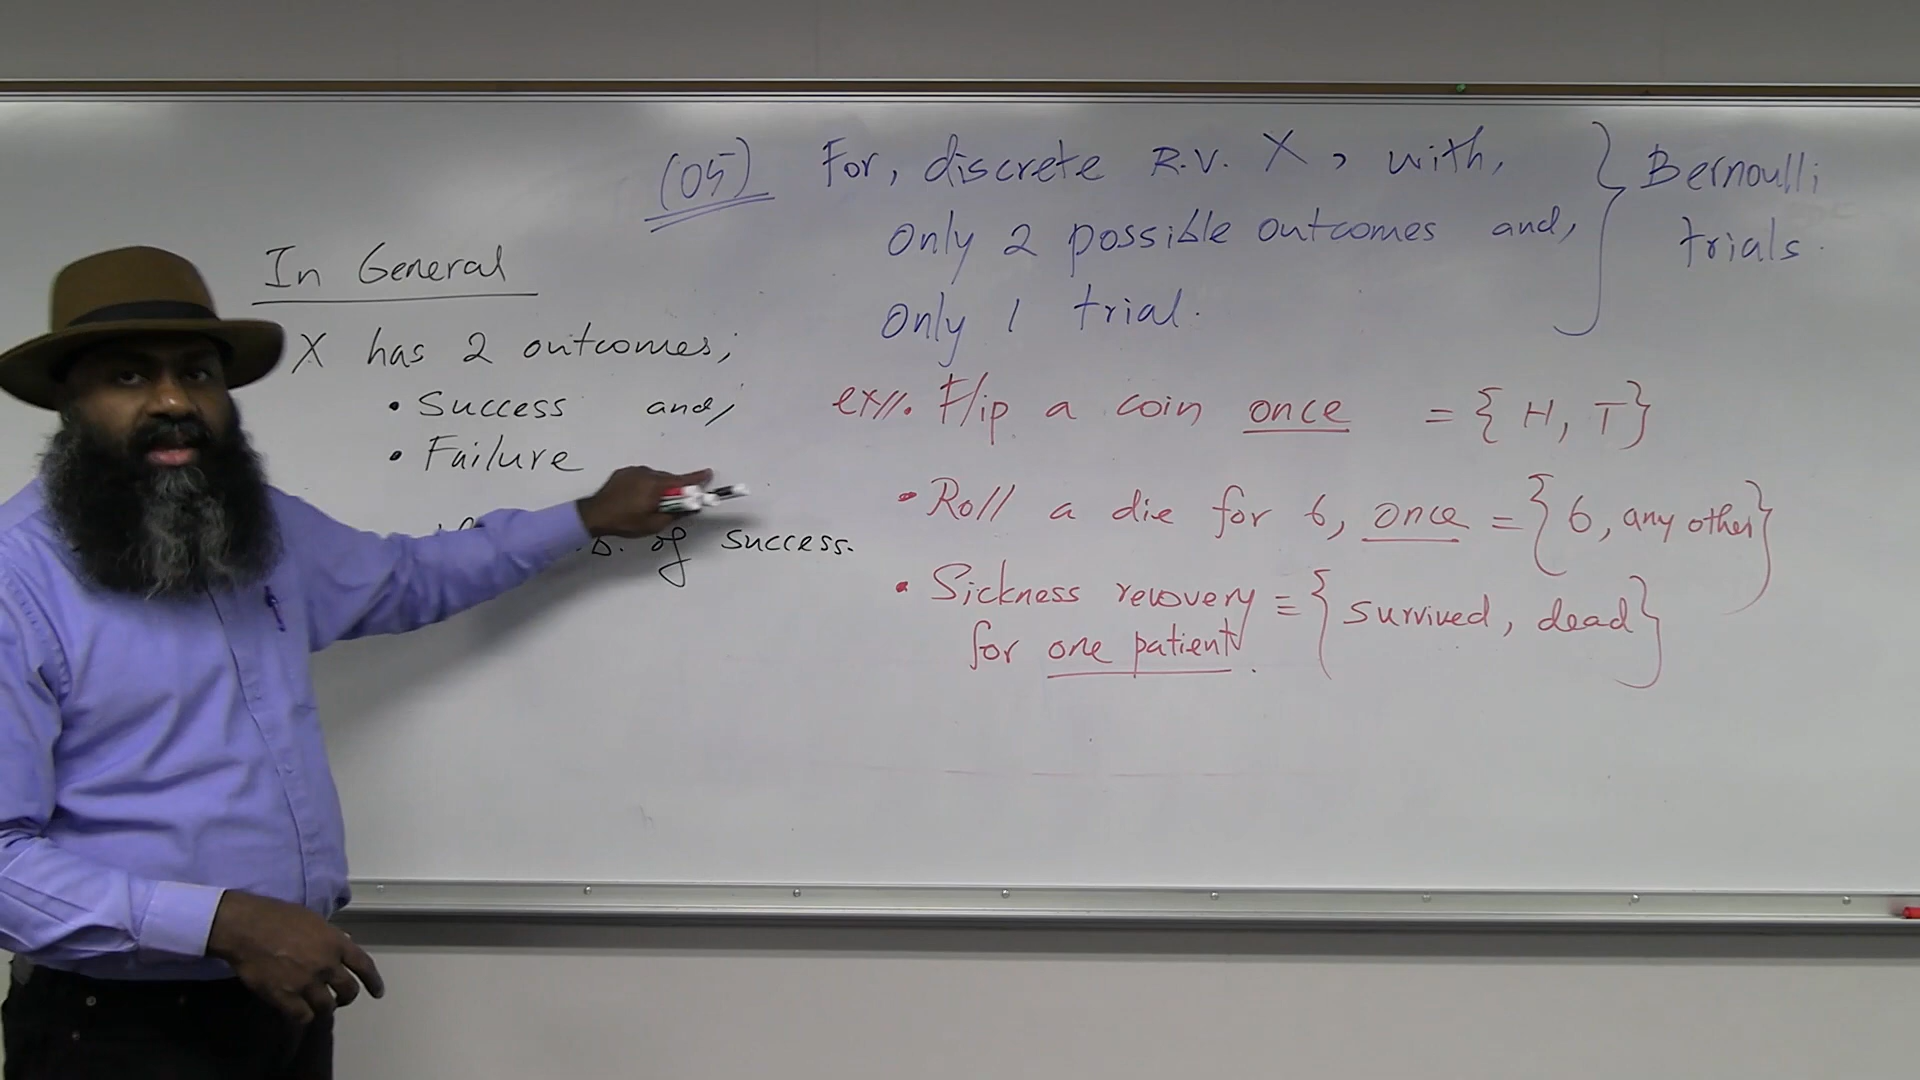 (05) For, discrete R.V. X, with,
Only 2 possible outcomes and,
Only 1 trial.
} Bernoulli
trials.
In General
X has 2 outcomes;
• Success and,
• Failure
of success.
ex//. Flip a coin once = {H, T}
• Roll a die for 6, once = {6, any other}
• Sickness recovery ≡ {survived, dead}
for one patient.